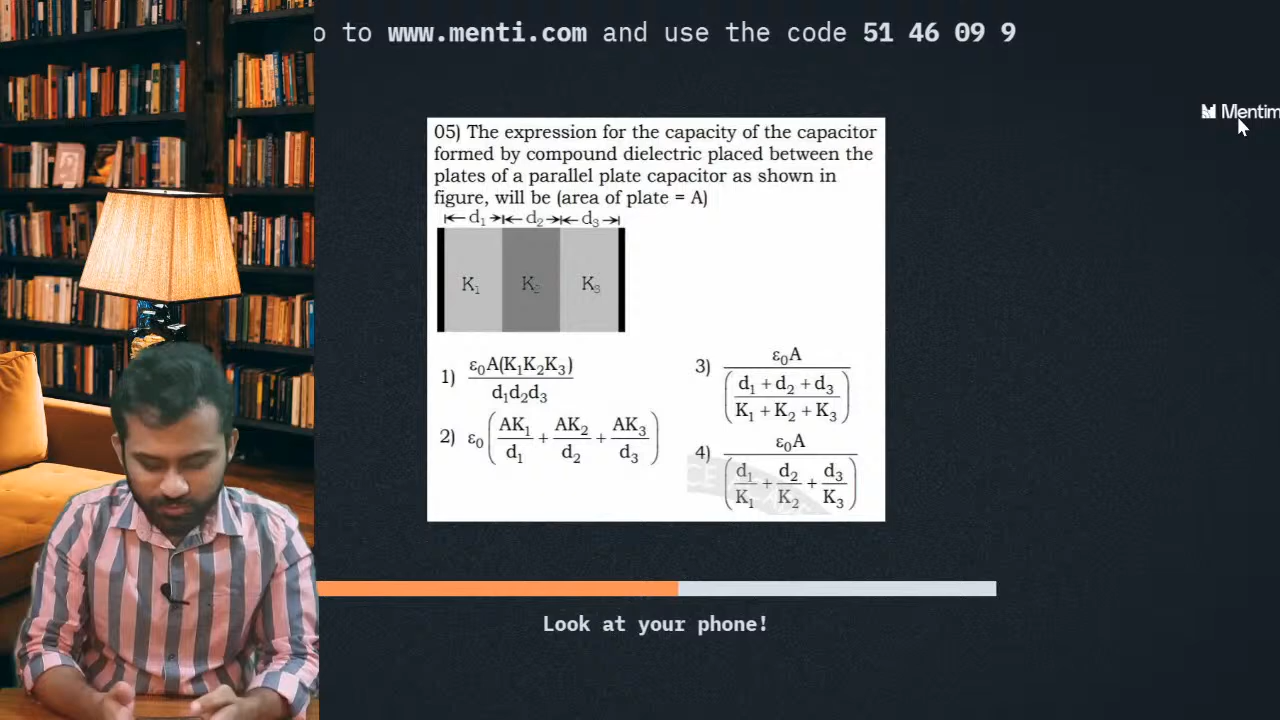 o to www.menti.com and use the code 51 46 09 9
Mentim
05) The expression for the capacity of the capacitor
formed by compound dielectric placed between the
plates of a parallel plate capacitor as shown in
figure, will be (area of plate = A)
d₁ d₂ d₃
K₁ K₂ K₃
1) ε₀A(K₁K₂K₃) / d₁d₂d₃
2) ε₀ (AK₁/d₁ + AK₂/d₂ + AK₃/d₃)
3) ε₀A / ((d₁ + d₂ + d₃) / (K₁ + K₂ + K₃))
4) ε₀A / (d₁/K₁ + d₂/K₂ + d₃/K₃)
Look at your phone!